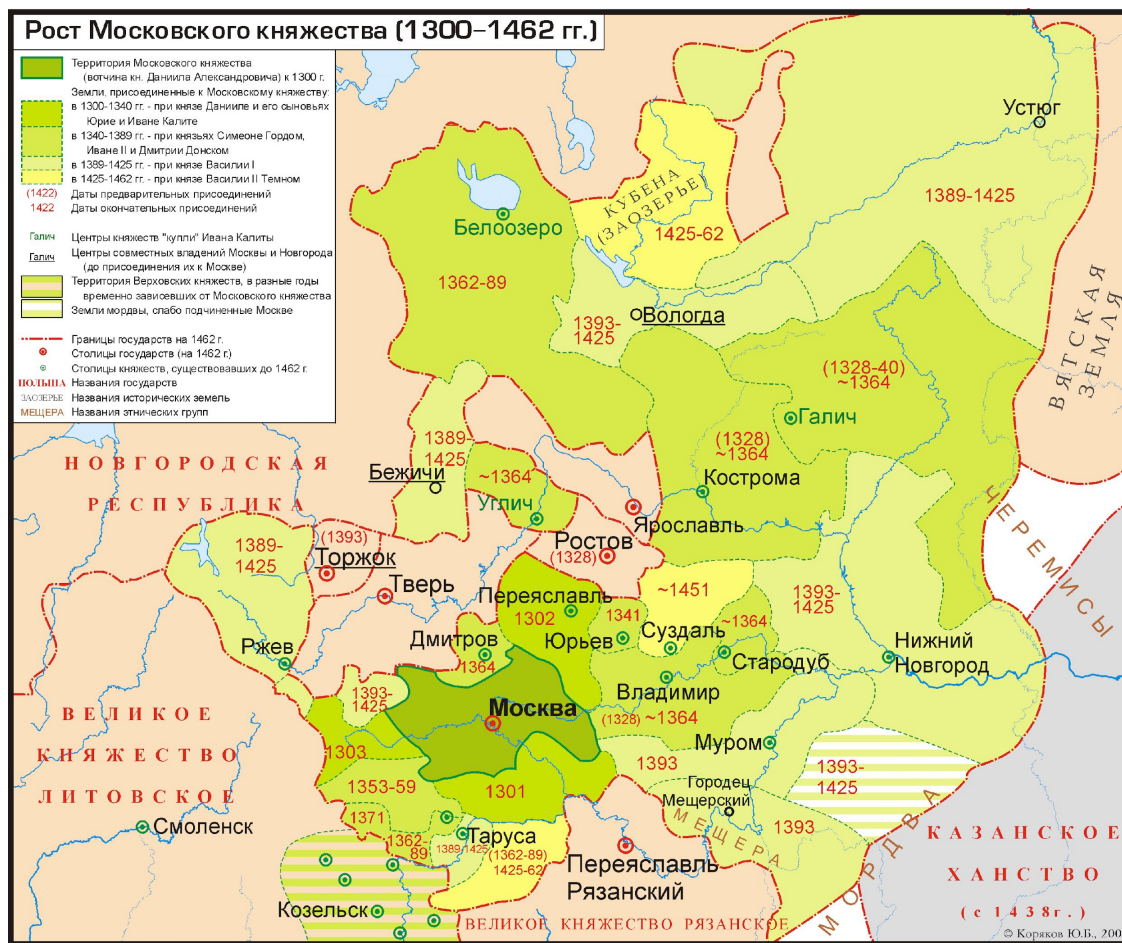 Рост Московского княжества (1300–1462 гг.)
Территория Московского княжества
(вотчина кн. Даниила Александровича) к 1300 г.
Земли, присоединенные к Московскому княжеству:
в 1300-1340 гг. - при князе Данииле и его сыновьях
Юрие и Иване Калите
в 1340-1389 гг. - при князьях Симеоне Гордом,
Иване II и Дмитрии Донском
в 1389-1425 гг. - при князе Василии I
в 1425-1462 гг. - при князе Василии II Темном
(1422) Даты предварительных присоединений
1422 Даты окончательных присоединений
Галич Центры княжеств "купли" Ивана Калиты
Галич Центры совместных владений Москвы и Новгорода
(до присоединения их к Москве)
Территория Верховских княжеств, в разные годы
временно зависевших от Московского княжества
Земли мордвы, слабо подчиненные Москве
Границы государств на 1462 г.
Столицы государств (на 1462 г.)
Столицы княжеств, существовавших до 1462 г.
ПОЛЬША Названия государств
ЗАОЗЕРЬЕ Названия исторических земель
МЕЩЕРА Названия этнических групп
Устюг
1389-1425
КУБЕНА
(ЗАОЗЕРЬЕ)
1425-62
Белоозеро
1362-89
Вологда
1393-
1425
ВЯТСКАЯ
ЗЕМЛЯ
(1328-40)
~1364
Галич
(1328)
~1364
Кострома
1389-
1425
Бежичи
~1364
Углич
Ярославль
НОВГОРОДСКАЯ
РЕСПУБЛИКА
ЧЕРЕМИСЫ
1389-
1425
(1393)
Торжок
Тверь
Ростов
(1328)
Переяславль
1302
1341
Юрьев
~1451
Суздаль
~1364
Стародуб
1393-
1425
Нижний
Новгород
Ржев
Дмитров
1364
Владимир
(1328) ~1364
1393-
1425
Москва
Муром
ВЕЛИКОЕ
КНЯЖЕСТВО
ЛИТОВСКОЕ
1303
1353-59
1301
1393
Городец
Мещерский
1393-
1425
МЕЩЕРА
1393
МОРДВА
Смоленск
1371
1362-
89
1389-1425
Таруса
(1362-89)
1425-62
Переяславль
Рязанский
Козельск
ВЕЛИКОЕ КНЯЖЕСТВО РЯЗАНСКОЕ
КАЗАНСКОЕ
ХАНСТВО
(с 1438г.)
© Коряков Ю.Б., 200